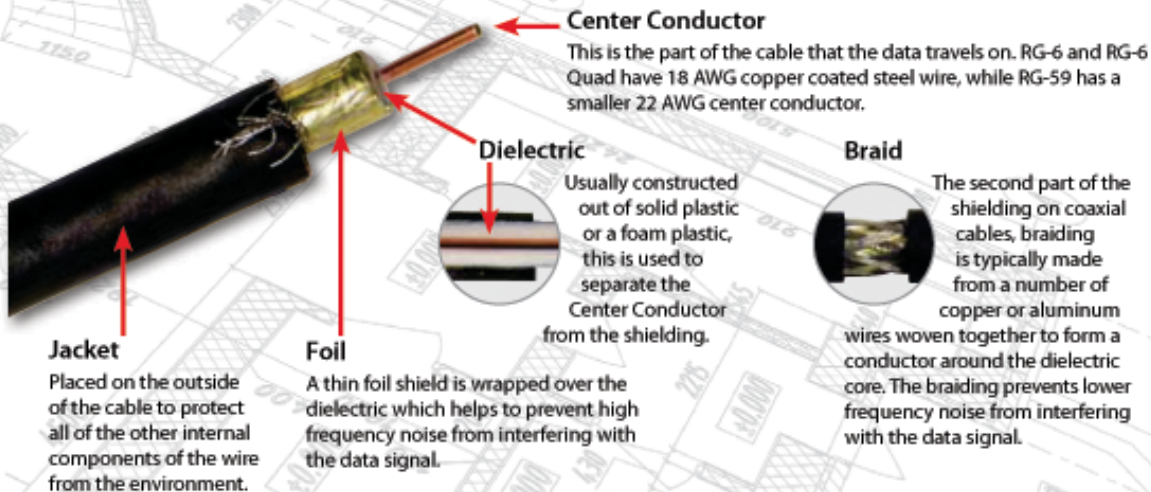 Center Conductor
This is the part of the cable that the data travels on. RG-6 and RG-6
Quad have 18 AWG copper coated steel wire, while RG-59 has a
smaller 22 AWG center conductor.
Dielectric
Usually constructed
out of solid plastic
or a foam plastic,
this is used to
separate the
Center Conductor
from the shielding.
Braid
The second part of the
shielding on coaxial
cables, braiding
is typically made
from a number of
copper or aluminum
wires woven together to form a
conductor around the dielectric
core. The braiding prevents lower
frequency noise from interfering
with the data signal.
Jacket
Placed on the outside
of the cable to protect
all of the other internal
components of the wire
from the environment.
Foil
A thin foil shield is wrapped over the
dielectric which helps to prevent high
frequency noise from interfering with
the data signal.
1150